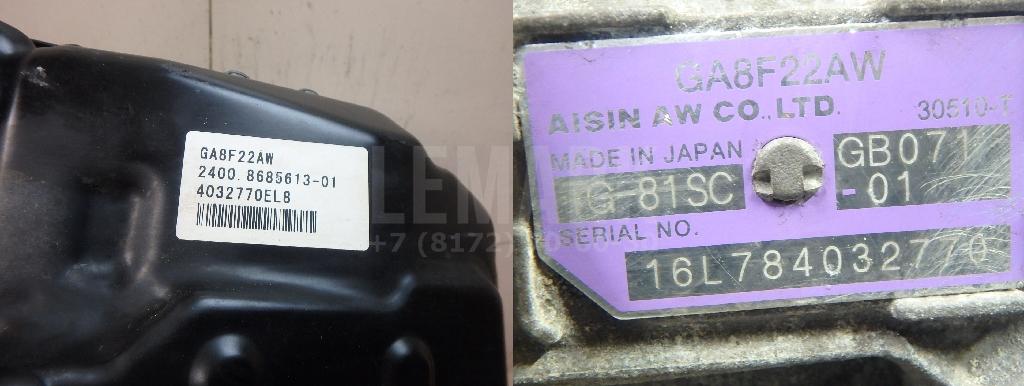 GA8F22AW
2400 8685613-01
4032770EL8
GA8F22AW
AISIN AW CO.,LTD.
30510-T
MADE IN JAPAN
GB071
G-81SC
-01
SERIAL NO.
16L784032770